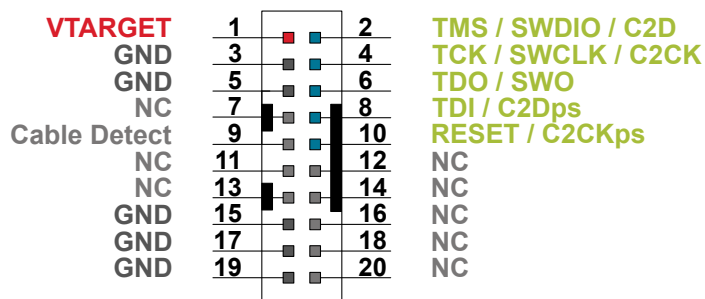 VTARGET 1 2 TMS / SWDIO / C2D
GND 3 4 TCK / SWCLK / C2CK
GND 5 6 TDO / SWO
NC 7 8 TDI / C2Dps
Cable Detect 9 10 RESET / C2CKps
NC 11 12 NC
NC 13 14 NC
GND 15 16 NC
GND 17 18 NC
GND 19 20 NC